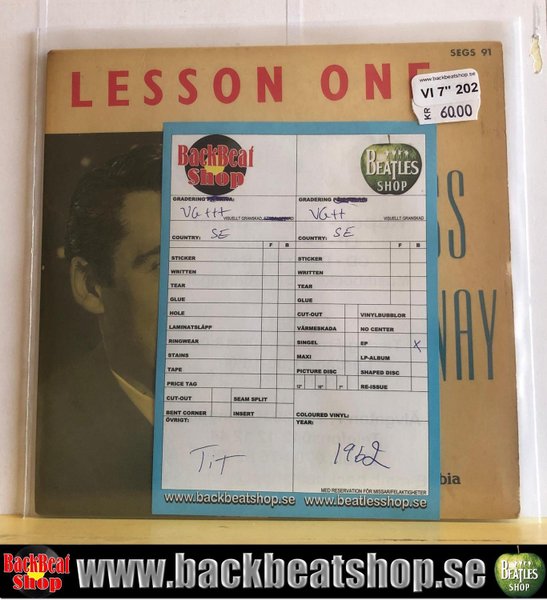 SEGS 91
LESSON ONE
www.backbeatshop.se
VI 7" 202
KR 60.00
SS
NAY
bia
BackBeat Shop
BEATLES SHOP
GRADERING
VG+++
VISUELLT GRANSKAD
COUNTRY: SE
F B
STICKER
WRITTEN
TEAR
GLUE
HOLE
LAMINATSLÄPP
RINGWEAR
STAINS
TAPE
PRICE TAG
CUT-OUT SEAM SPLIT
BENT CORNER INSERT
ÖVRIGT:
TiT
GRADERING
VG++
VISUELLT GRANSKAD
COUNTRY: SE
F B
STICKER
WRITTEN
TEAR
GLUE
CUT-OUT VINYLBUBBLOR
VÄRMESKADA NO CENTER
SINGEL EP X
MAXI LP-ALBUM
PICTURE DISC SHAPED DISC
12" 10" 7" RE-ISSUE
COLOURED VINYL:
YEAR:
1962
MED RESERVATION FÖR MISSAR/FELAKTIGHETER
www.backbeatshop.se www.beatlesshop.se
BackBeat Shop www.backbeatshop.se BEATLES SHOP